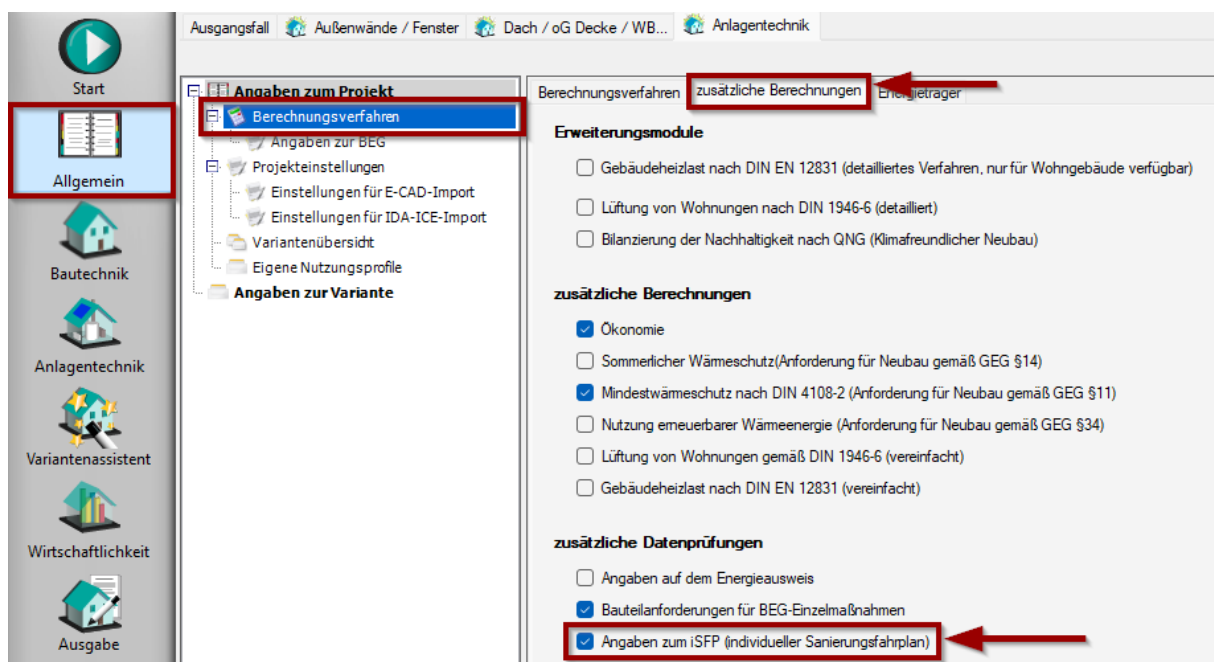 Ausgangsfall Außenwände / Fenster Dach / oG Decke / WB... Anlagentechnik
Start
Allgemein
Bautechnik
Anlagentechnik
Variantenassistent
Wirtschaftlichkeit
Ausgabe
Angaben zum Projekt
Berechnungsverfahren
Angaben zur BEG
Projekteinstellungen
Einstellungen für E-CAD-Import
Einstellungen für IDA-ICE-Import
Variantenübersicht
Eigene Nutzungsprofile
Angaben zur Variante
Berechnungsverfahren zusätzliche Berechnungen Energieträger
Erweiterungsmodule
Gebäudeheizlast nach DIN EN 12831 (detailliertes Verfahren, nur für Wohngebäude verfügbar)
Lüftung von Wohnungen nach DIN 1946-6 (detailliert)
Bilanzierung der Nachhaltigkeit nach QNG (Klimafreundlicher Neubau)
zusätzliche Berechnungen
Ökonomie
Sommerlicher Wärmeschutz(Anforderung für Neubau gemäß GEG §14)
Mindestwärmeschutz nach DIN 4108-2 (Anforderung für Neubau gemäß GEG §11)
Nutzung erneuerbarer Wärmeenergie (Anforderung für Neubau gemäß GEG §34)
Lüftung von Wohnungen gemäß DIN 1946-6 (vereinfacht)
Gebäudeheizlast nach DIN EN 12831 (vereinfacht)
zusätzliche Datenprüfungen
Angaben auf dem Energieausweis
Bauteilanforderungen für BEG-Einzelmaßnahmen
Angaben zum iSFP (individueller Sanierungsfahrplan)